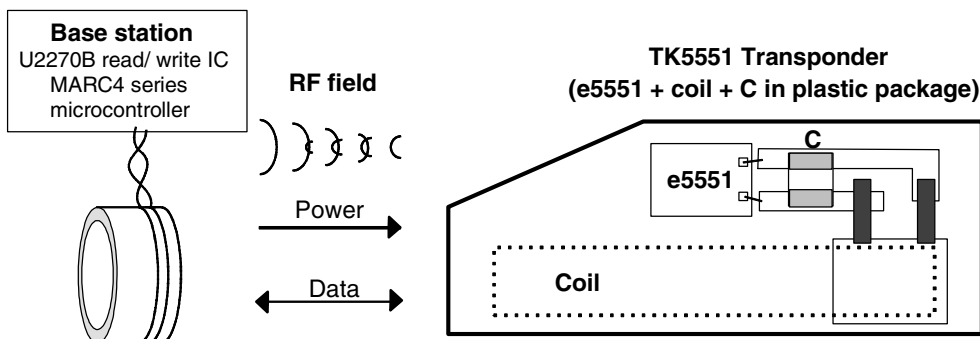 Base station
U2270B read/ write IC
MARC4 series
microcontroller
RF field
Power
Data
TK5551 Transponder
(e5551 + coil + C in plastic package)
C
e5551
Coil